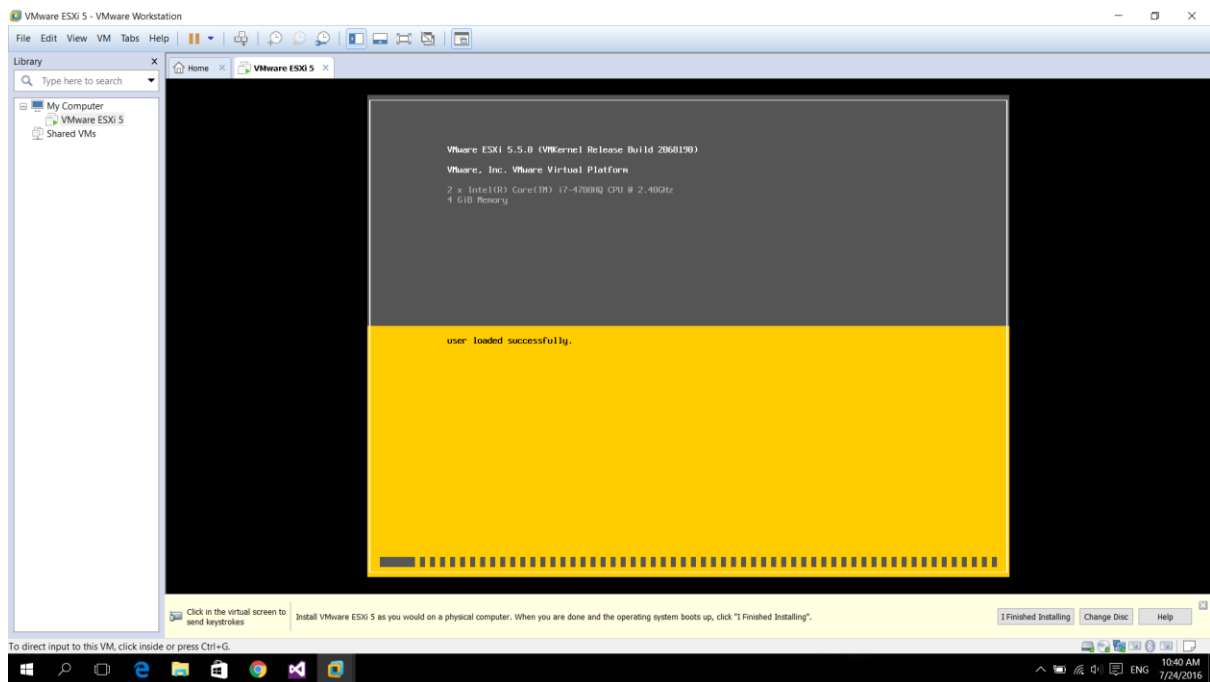 VMware ESXi 5 - VMware Workstation
File Edit View VM Tabs Help
Library X
Home × VMware ESXi 5 ×
Type here to search
My Computer
VMware ESXi 5
Shared VMs
VMware ESXi 5.5.0 (VMKernel Release Build 2068190)
VMware, Inc. VMware Virtual Platform
2 x Intel(R) Core(TM) i7-4700HQ CPU @ 2.40GHz
4 GiB Memory
user loaded successfully.
Click in the virtual screen to
send keystrokes
Install VMware ESXi 5 as you would on a physical computer. When you are done and the operating system boots up, click "I Finished Installing".
I Finished Installing Change Disc Help
To direct input to this VM, click inside or press Ctrl+G.
ENG
10:40 AM
7/24/2016